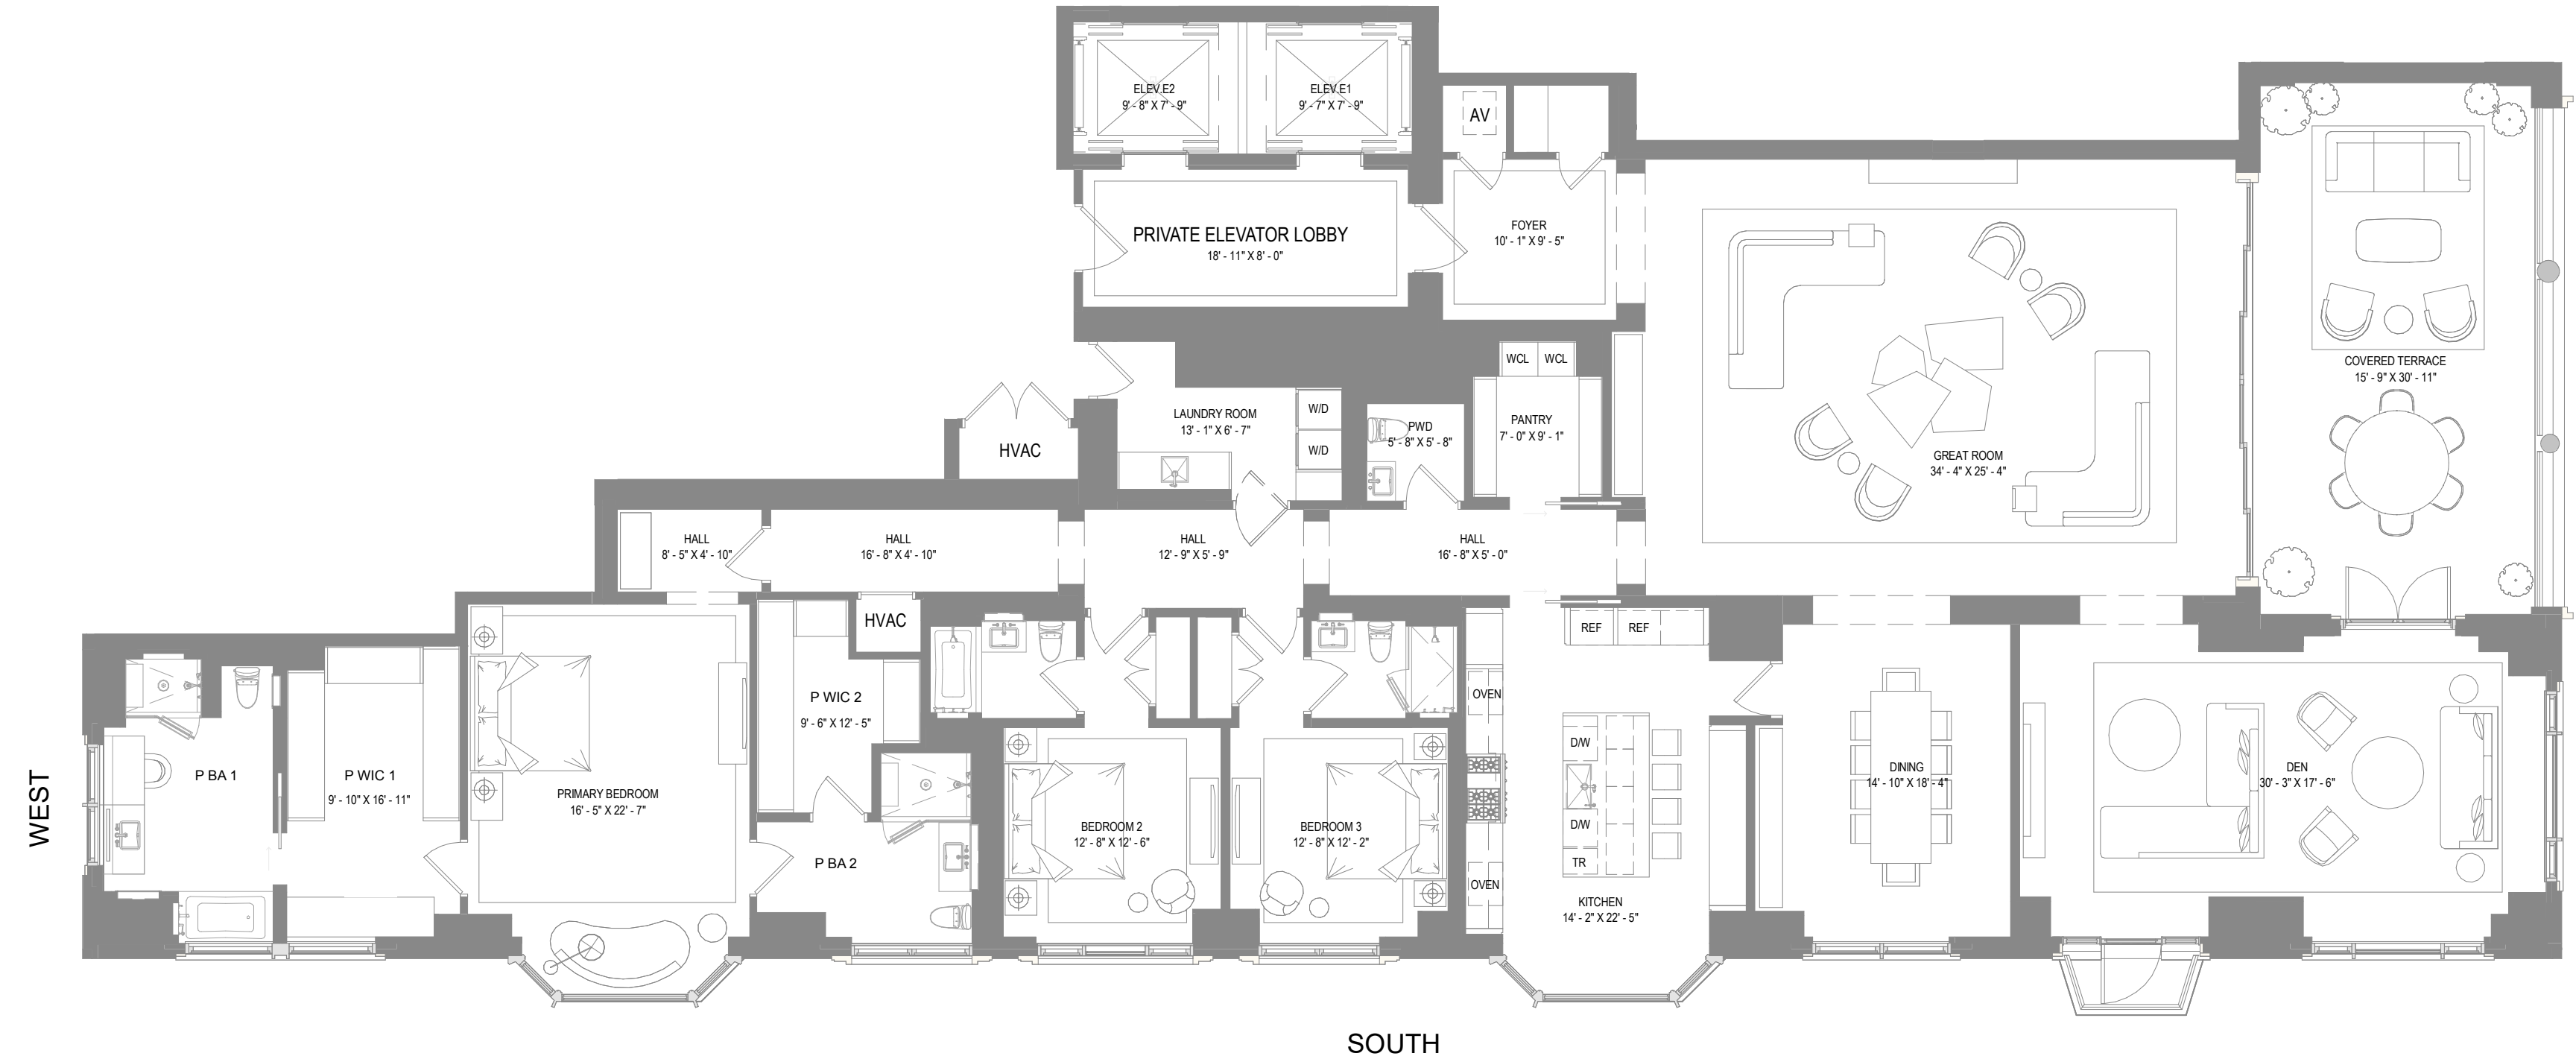 ELEV.E2
9' - 8" X 7' - 9"
ELEV.E1
9' - 7" X 7' - 9"
AV
PRIVATE ELEVATOR LOBBY
18' - 11" X 8' - 0"
FOYER
10' - 1" X 9' - 5"
COVERED TERRACE
15' - 9" X 30' - 11"
WCL
WCL
LAUNDRY ROOM
13' - 1" X 6' - 7"
W/D
W/D
PWD
5' - 8" X 5' - 8"
PANTRY
7' - 0" X 9' - 1"
HVAC
GREAT ROOM
34' - 4" X 25' - 4"
HALL
8' - 5" X 4' - 10"
HALL
16' - 8" X 4' - 10"
HALL
12' - 9" X 5' - 9"
HALL
16' - 8" X 5' - 0"
HVAC
REF
REF
P WIC 2
9' - 6" X 12' - 5"
OVEN
D/W
P BA 1
P WIC 1
9' - 10" X 16' - 11"
PRIMARY BEDROOM
16' - 5" X 22' - 7"
DINING
14' - 10" X 18' - 4"
DEN
30' - 3" X 17' - 6"
WEST
BEDROOM 2
12' - 8" X 12' - 6"
BEDROOM 3
12' - 8" X 12' - 2"
D/W
P BA 2
TR
OVEN
KITCHEN
14' - 2" X 22' - 5"
SOUTH